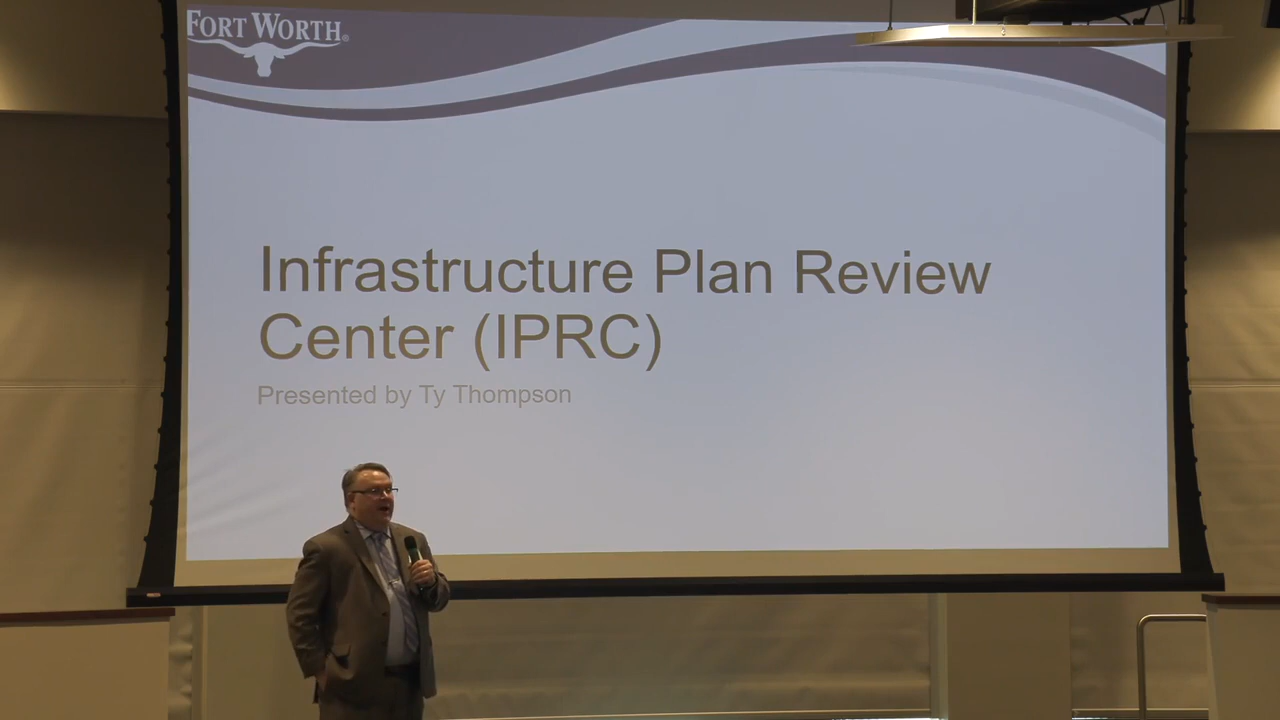 FORT WORTH®
Infrastructure Plan Review
Center (IPRC)
Presented by Ty Thompson